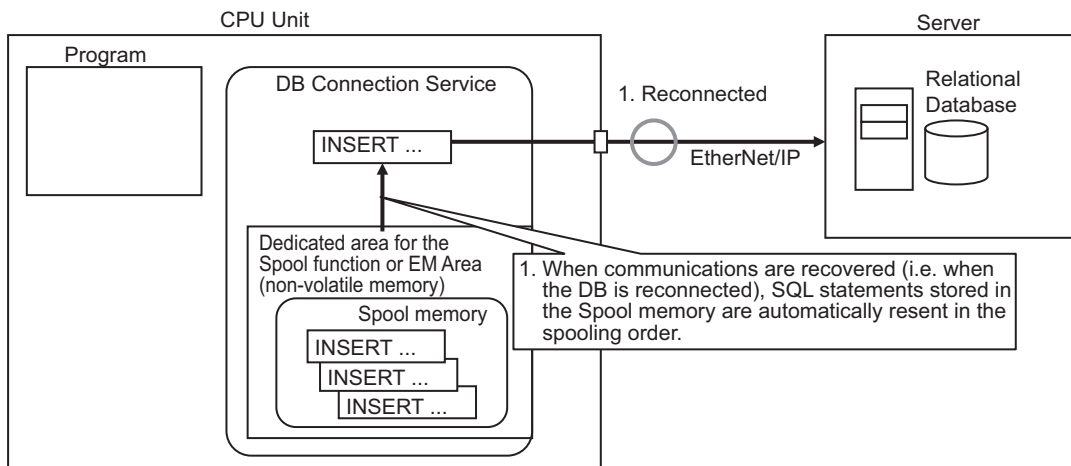 CPU Unit
Server
Program
DB Connection Service
1. Reconnected
Relational
Database
INSERT ...
EtherNet/IP
Dedicated area for the
Spool function or EM Area
(non-volatile memory)
1. When communications are recovered (i.e. when
the DB is reconnected), SQL statements stored in
the Spool memory are automatically resent in the
spooling order.
Spool memory
INSERT ...
INSERT ...
INSERT ...